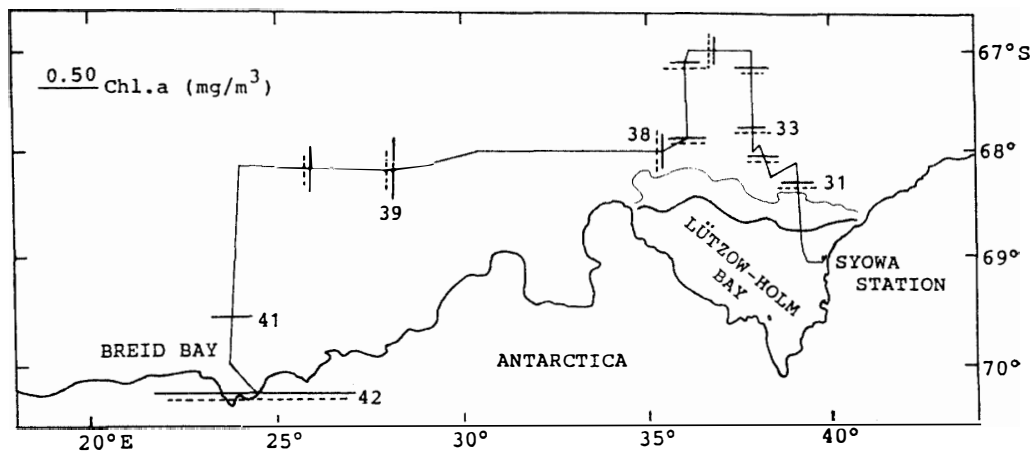 0.50 Chl.a (mg/m³)
67°S
38
33
68°
31
39
LÜTZOW-HOLM
BAY
SYOWA
STATION
69°
41
BREID BAY
ANTARCTICA
70°
42
20°E
25°
30°
35°
40°